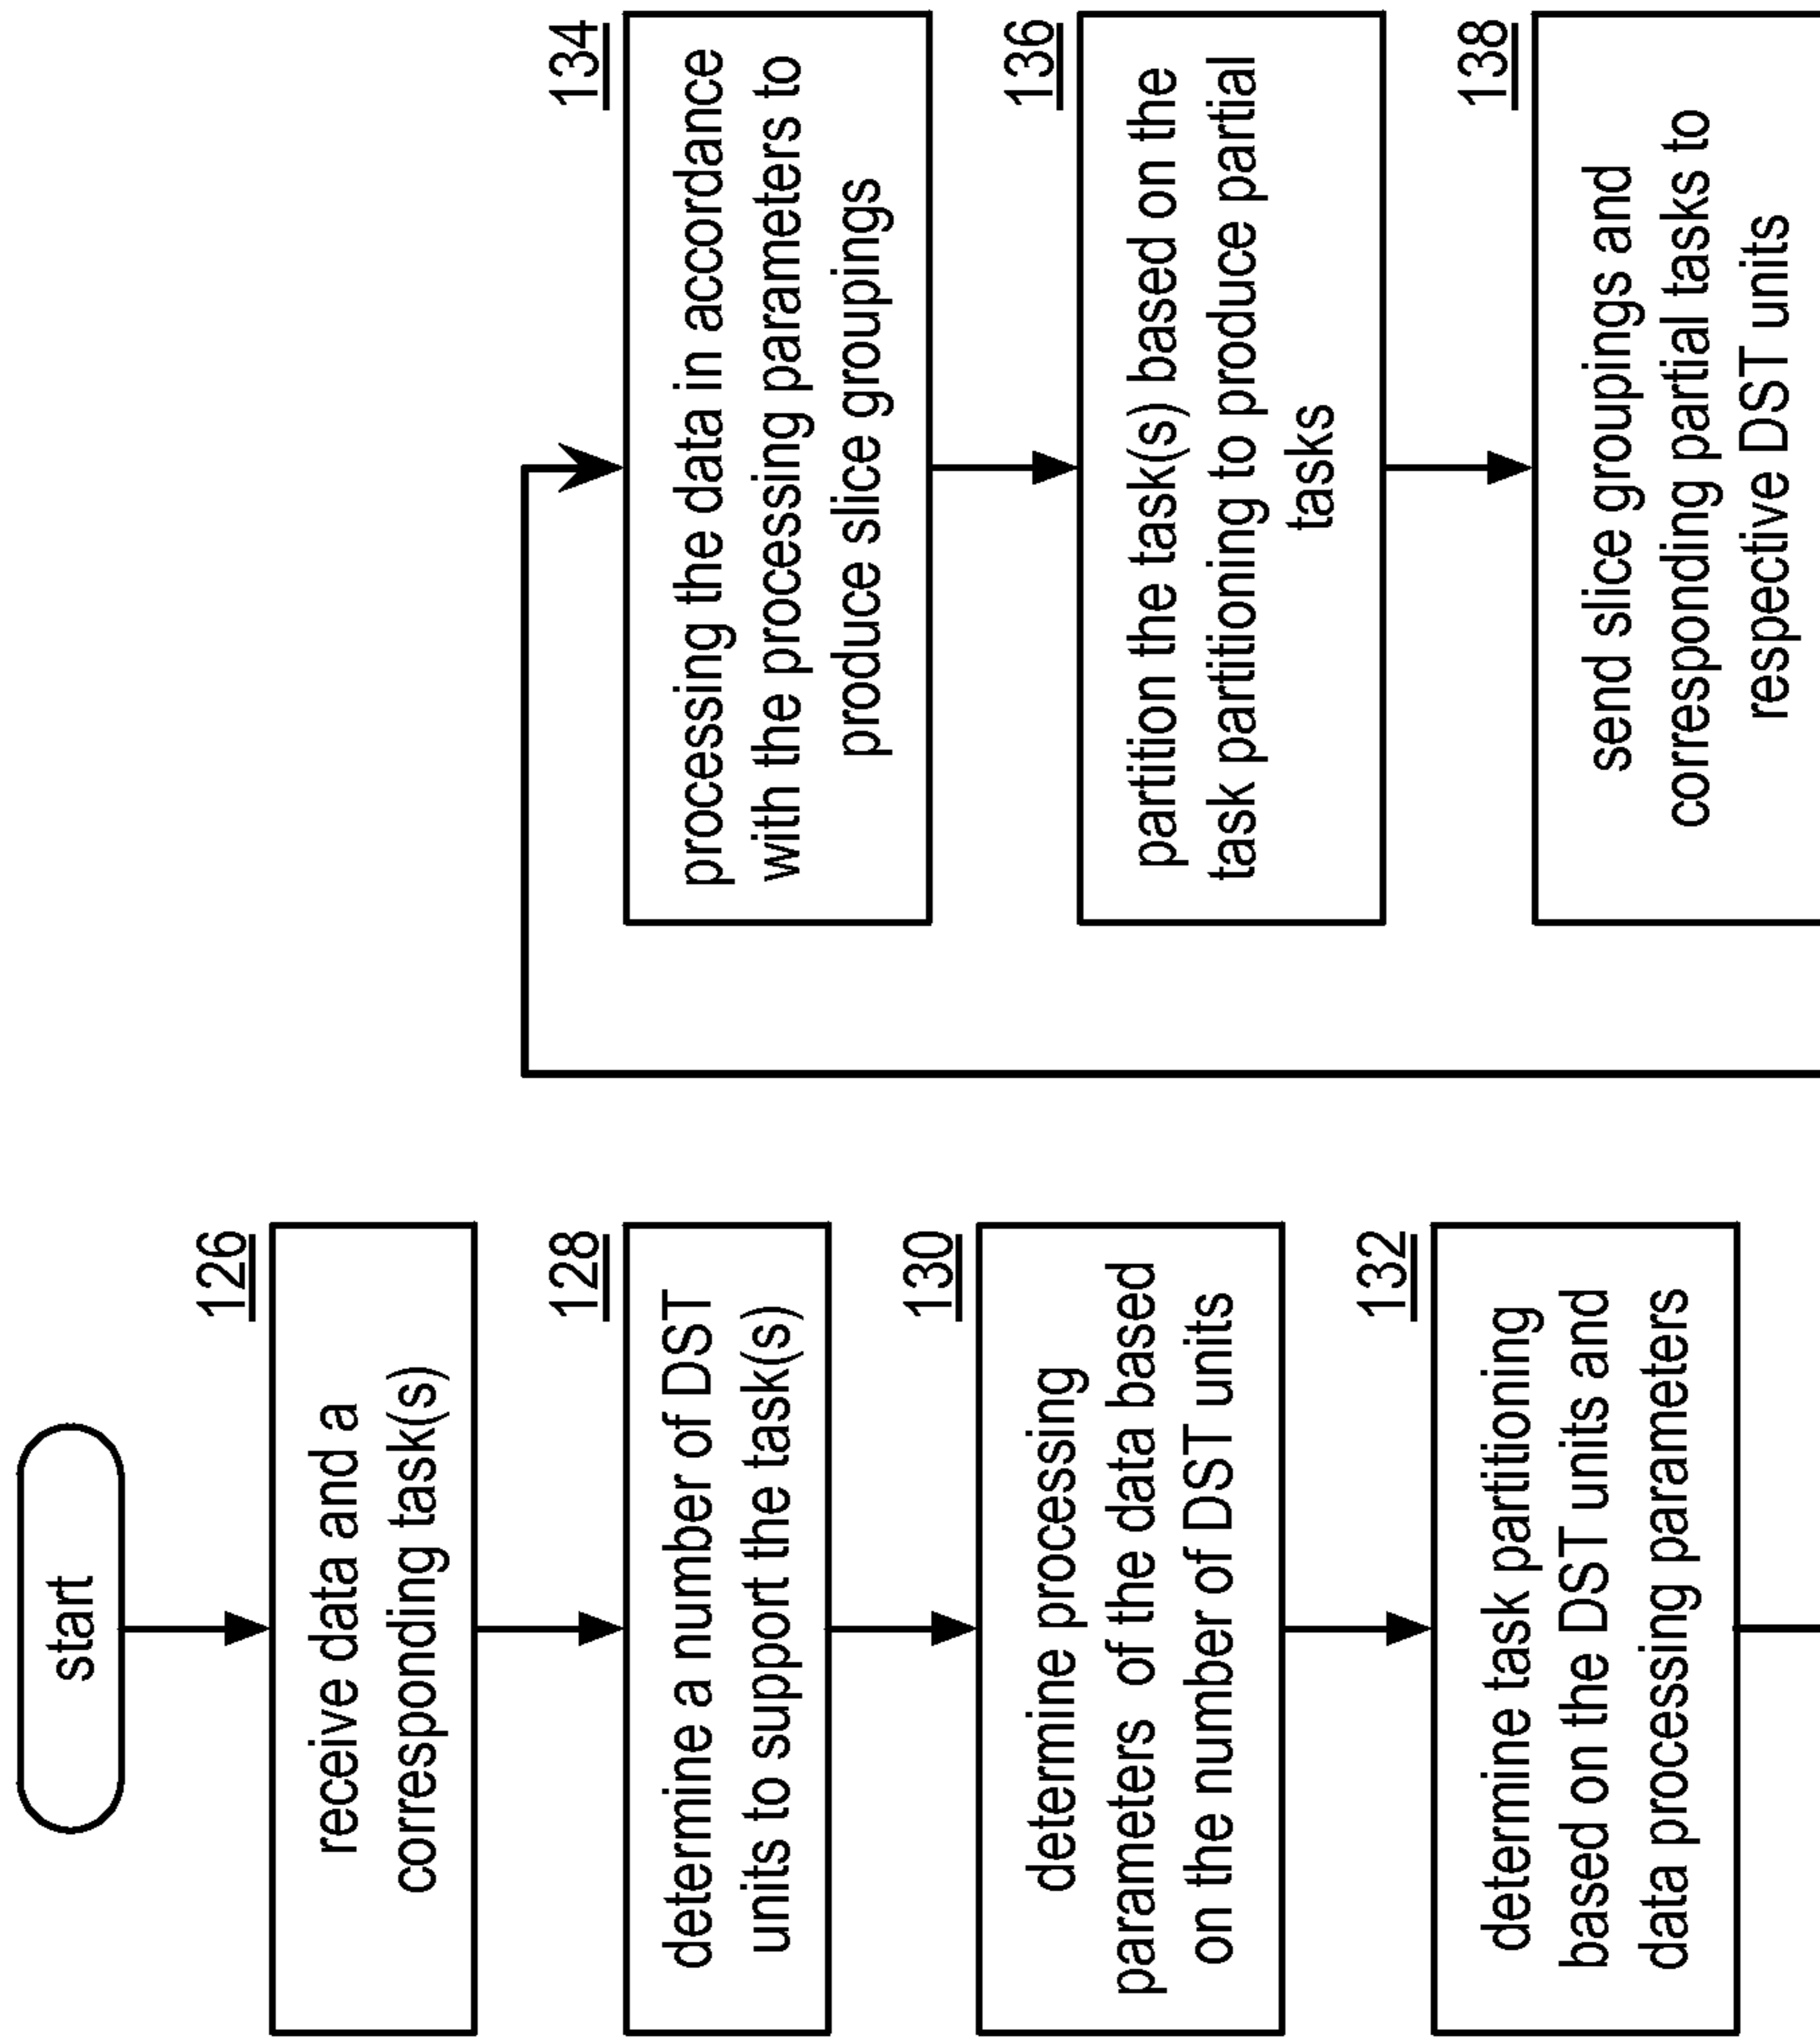 start
126
receive data and a
corresponding task(s)
128
determine a number of DST
units to support the task(s)
130
determine processing
parameters of the data based
on the number of DST units
132
determine task partitioning
based on the DST units and
data processing parameters
134
processing the data in accordance
with the processing parameters to
produce slice groupings
136
partition the task(s) based on the
task partitioning to produce partial
tasks
138
send slice groupings and
corresponding partial tasks to
respective DST units